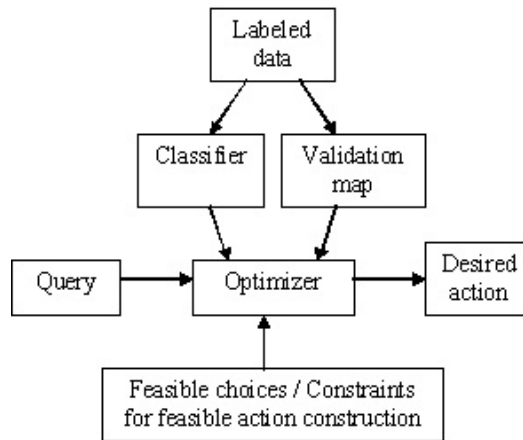 Labeled
data
Classifier
Validation
map
Query
Optimizer
Desired
action
Feasible choices / Constraints
for feasible action construction